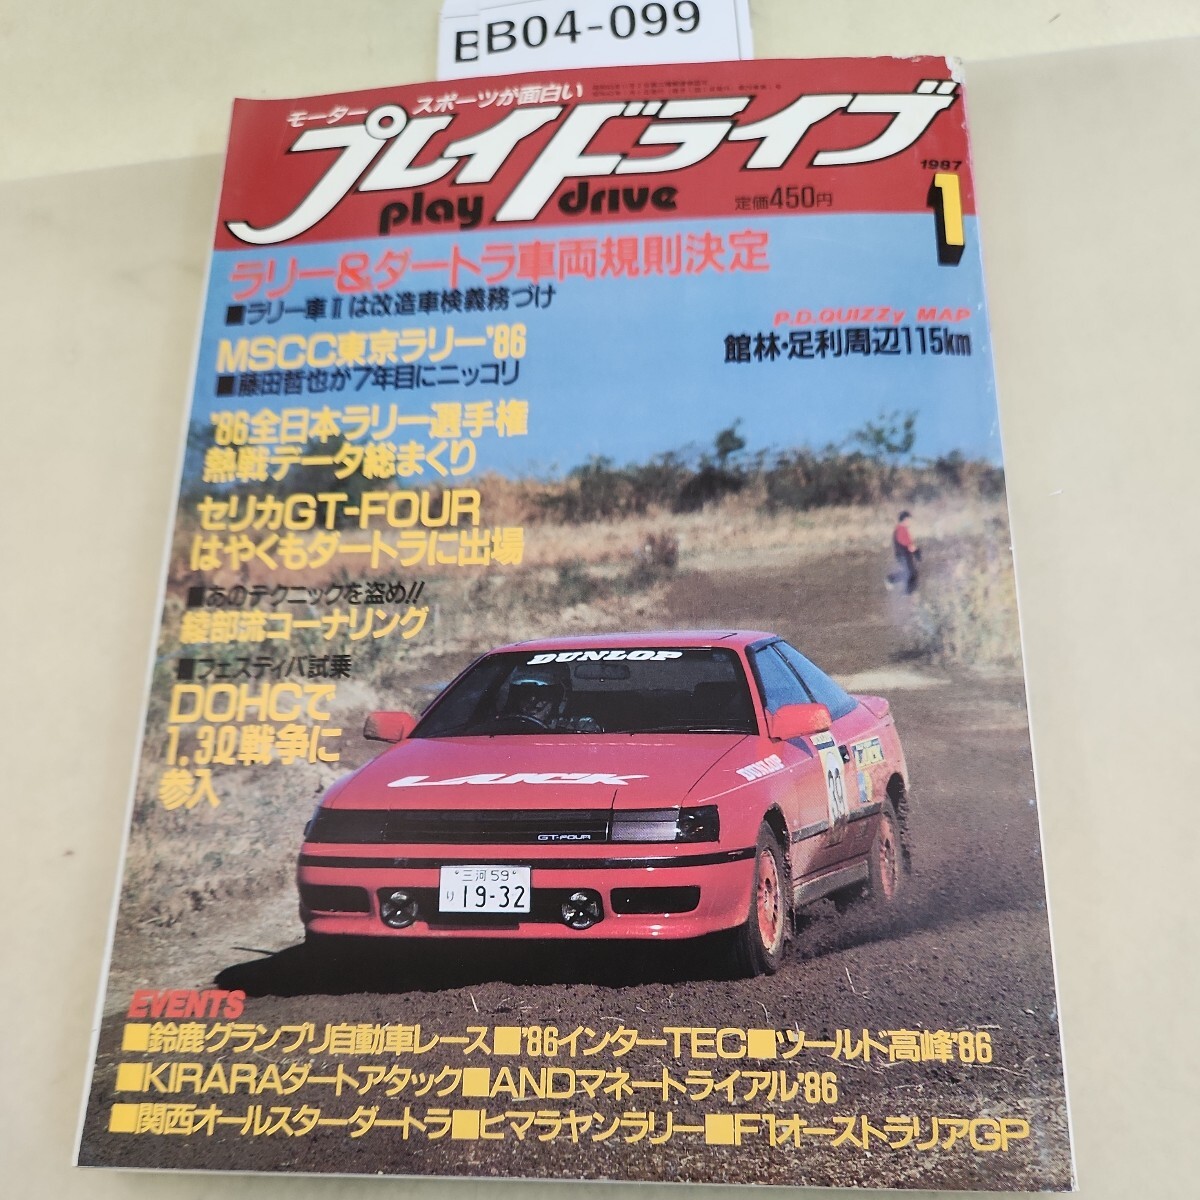 BB04-099
モータースポーツが面白い
プレイドライブ
play drive
定価450円
1987
1
ラリー&ダートラ車両規則決定
■ラリー車Ⅱは改造車検義務づけ
MSCC東京ラリー'86
■藤田哲也が7年目にニッコリ
P.D.QUIZZy MAP
館林・足利周辺115km
'86全日本ラリー選手権
熱戦データ総まくり
セリカGT-FOUR
はやくもダートラに出場
■あのテクニックを盗め!!
綾部流コーナリング
■フェスティバ試乗
DOHCで
1.3ℓ戦争に
参入
DUNLOP
LAICK
DUNLOP
39
GT-FOUR
三河59
り 19-32
EVENTS
■鈴鹿グランプリ自動車レース■'86インターTEC■ツールド高峰'86
■KIRARAダートアタック■ANDマネートライアル'86
■関西オールスターダートラ■ヒマラヤンラリー■F1オーストラリアGP